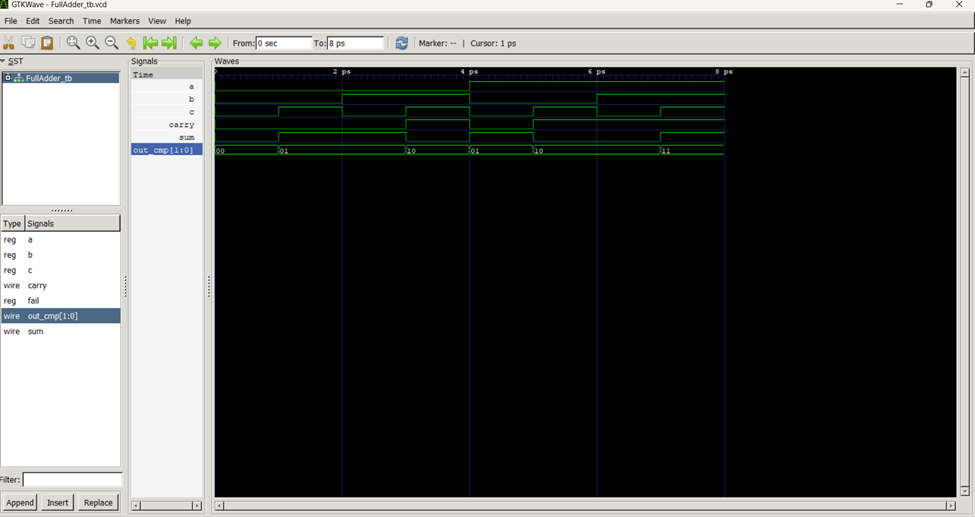 GTKWave - FullAdder_tb.vcd
File Edit Search Time Markers View Help
From: 0 sec To: 8 ps Marker: -- | Cursor: 1 ps
SST
FullAdder_tb
Type Signals
reg a
reg b
reg c
wire carry
reg fail
wire out_cmp[1:0]
wire sum
Filter:
Append Insert Replace
Signals
Time
a
b
c
carry
sum
out_cmp[1:0]
Waves
0 2 ps 4 ps 6 ps 8 ps
00 01 10 01 10 11